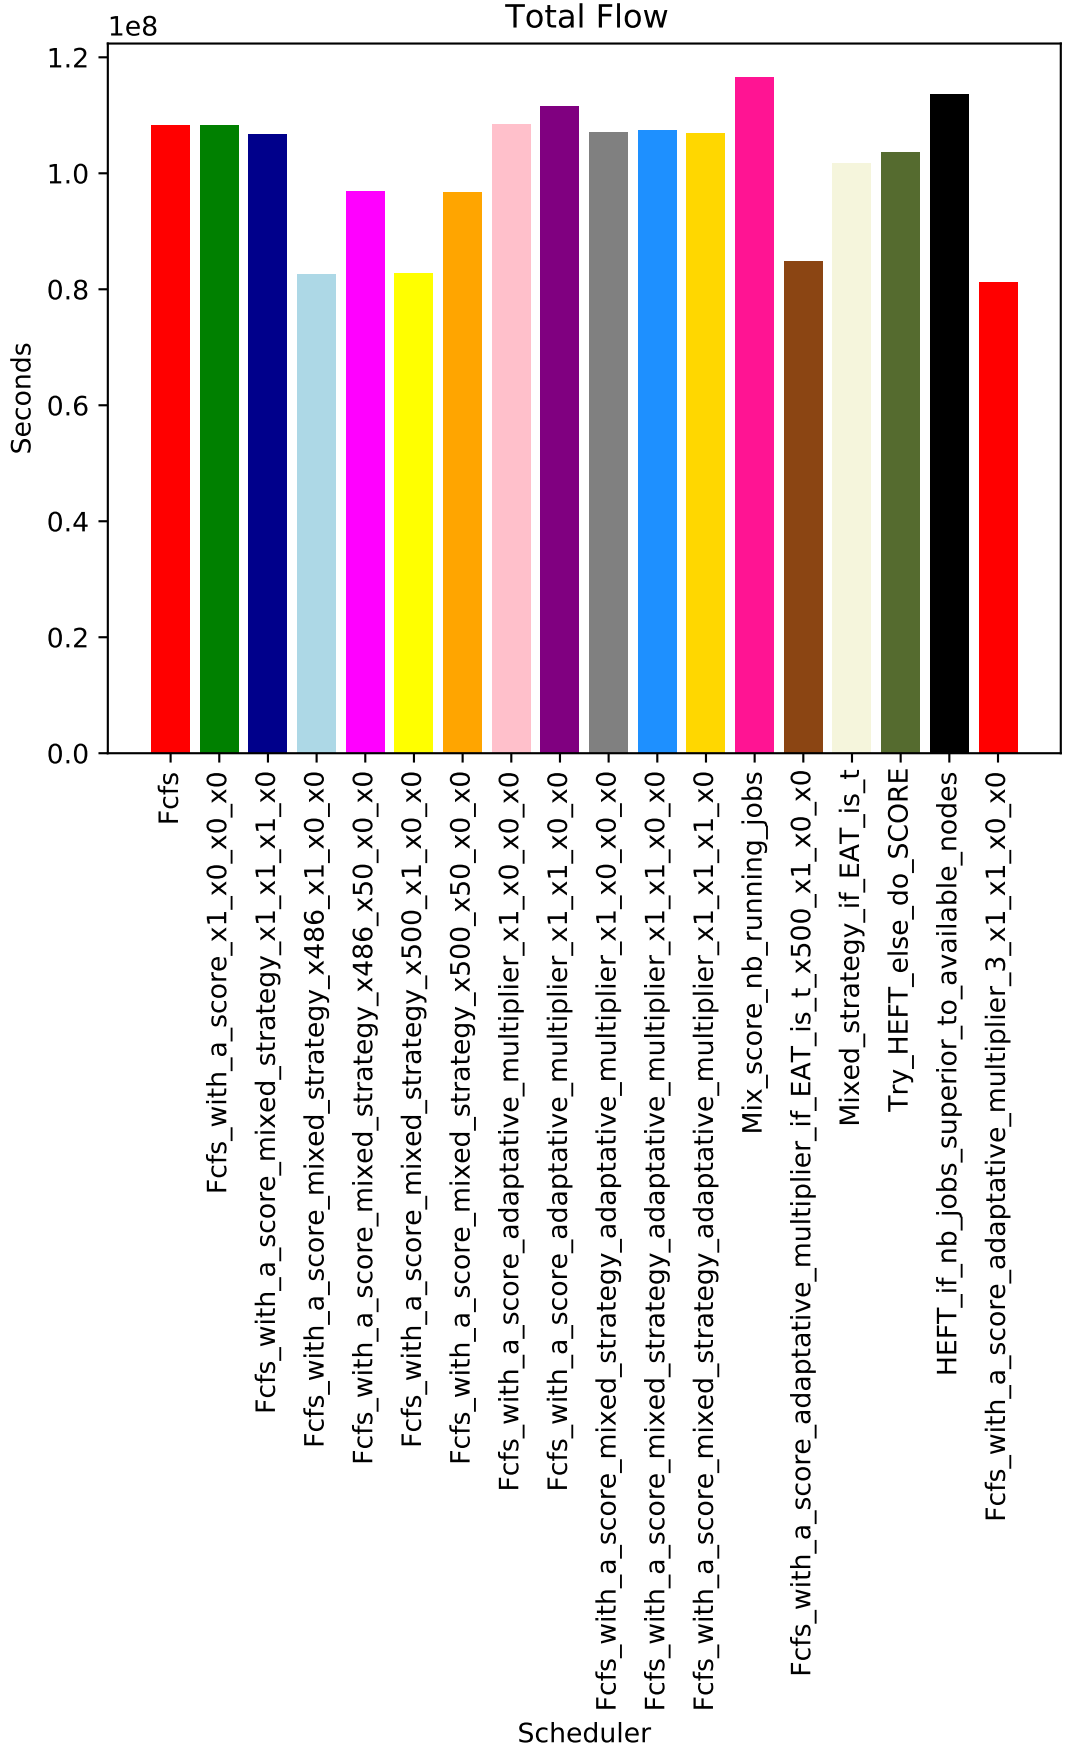 Total Flow
1e8
1.2
1.0
0.8
0.6
0.4
0.2
0.0
Seconds
Fcfs
Fcfs_with_a_score_x1_x0_x0_x0
Fcfs_with_a_score_mixed_strategy_x1_x1_x1_x0
Fcfs_with_a_score_mixed_strategy_x486_x1_x0_x0
Fcfs_with_a_score_mixed_strategy_x486_x50_x0_x0
Fcfs_with_a_score_mixed_strategy_x500_x1_x0_x0
Fcfs_with_a_score_mixed_strategy_x500_x50_x0_x0
Fcfs_with_a_score_adaptative_multiplier_x1_x0_x0_x0
Fcfs_with_a_score_adaptative_multiplier_x1_x1_x0_x0
Fcfs_with_a_score_mixed_strategy_adaptative_multiplier_x1_x0_x0_x0
Fcfs_with_a_score_mixed_strategy_adaptative_multiplier_x1_x1_x0_x0
Fcfs_with_a_score_mixed_strategy_adaptative_multiplier_x1_x1_x1_x0
Mix_score_nb_running_jobs
Fcfs_with_a_score_adaptative_multiplier_if_EAT_is_t_x500_x1_x0_x0
Mixed_strategy_if_EAT_is_t
Try_HEFT_else_do_SCORE
HEFT_if_nb_jobs_superior_to_available_nodes
Fcfs_with_a_score_adaptative_multiplier_3_x1_x1_x0_x0
Scheduler